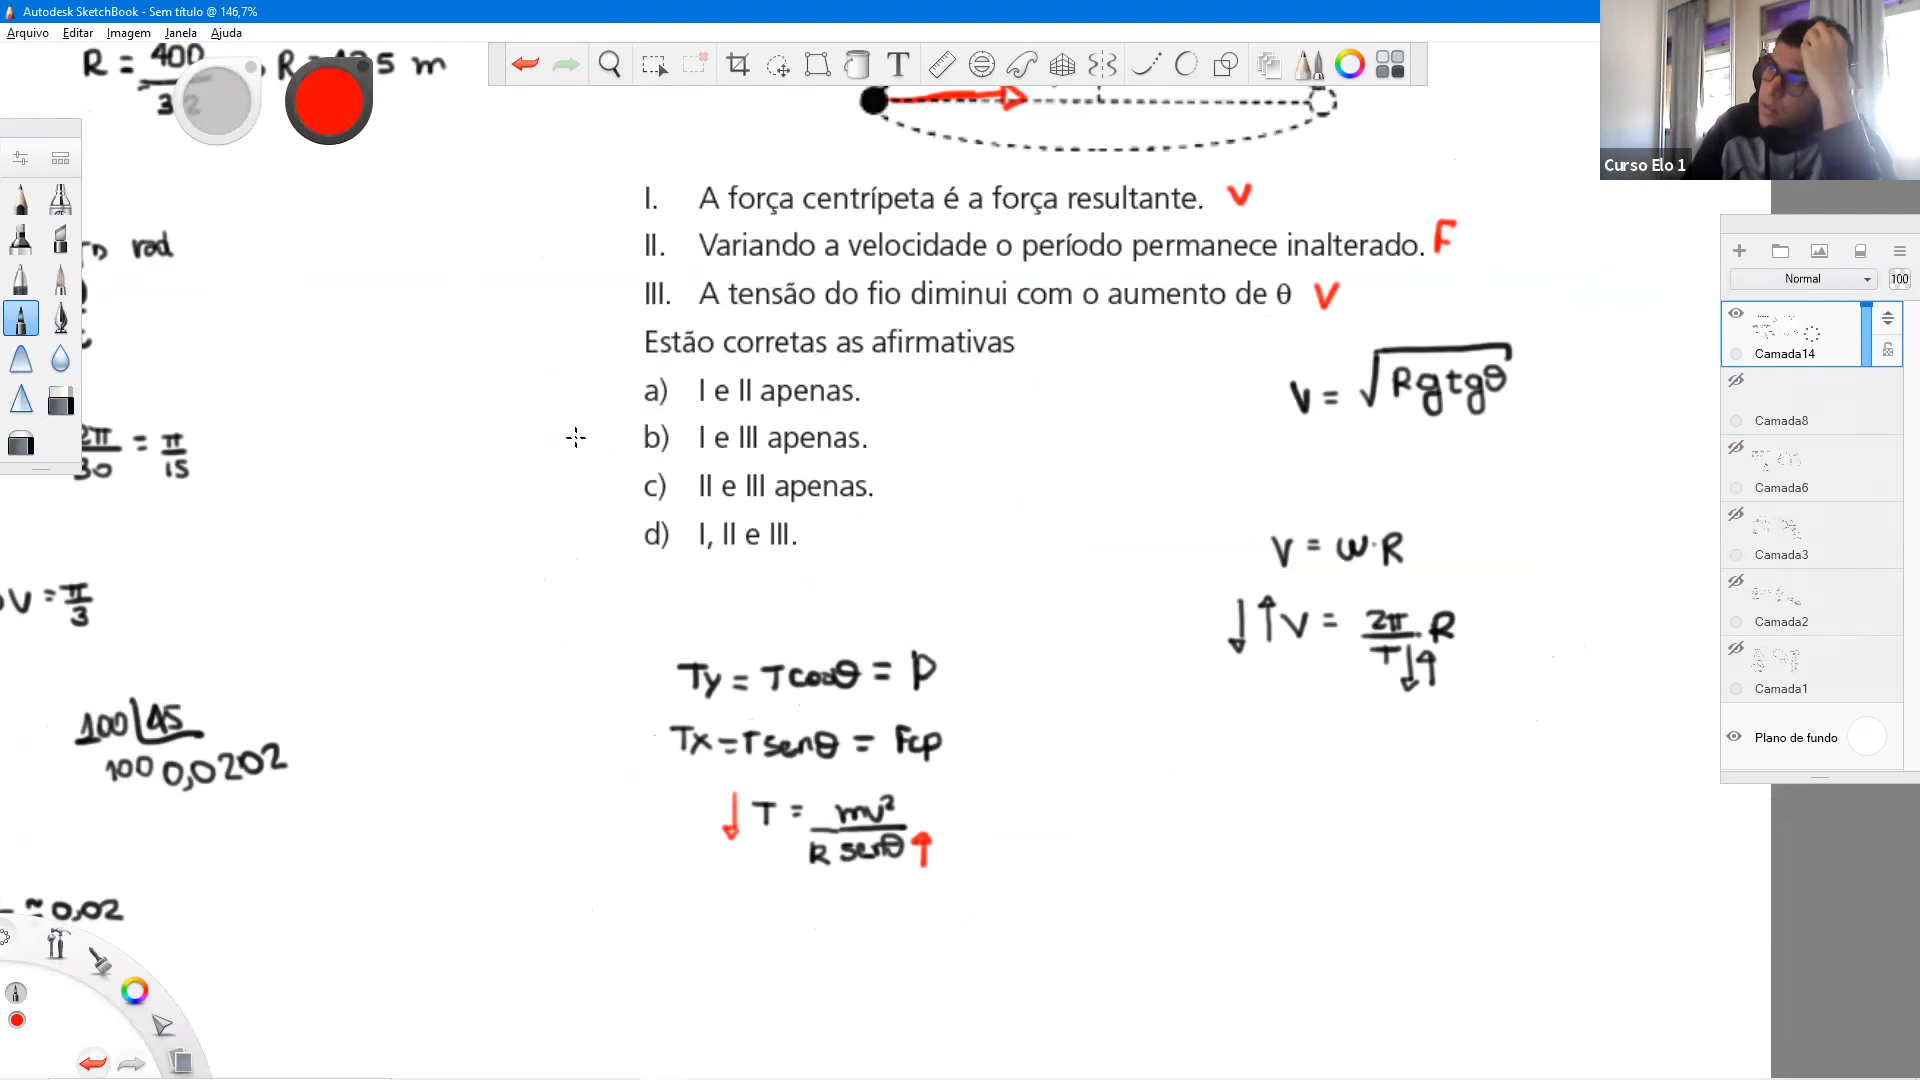 Autodesk SketchBook - Sem título @ 146,7%
Arquivo Editar Imagem Janela Ajuda
R = 400
R = 5 m
rad
I. A força centrípeta é a força resultante. V
II. Variando a velocidade o período permanece inalterado. F
III. A tensão do fio diminui com o aumento de θ V
Estão corretas as afirmativas
a) I e II apenas.
b) I e III apenas.
c) II e III apenas.
d) I, II e III.
V = √Rgtgθ
2π/30 = π/15
V = ω·R
V = 2π/T · R
V = π/3
Ty = Tcosθ = P
Tx = Tsenθ = Fcp
T = mv²/R senθ
100 45
100 0,0202
≈ 0,02
Curso Elo 1
Normal 100
Camada14
Camada8
Camada6
Camada3
Camada2
Camada1
Plano de fundo